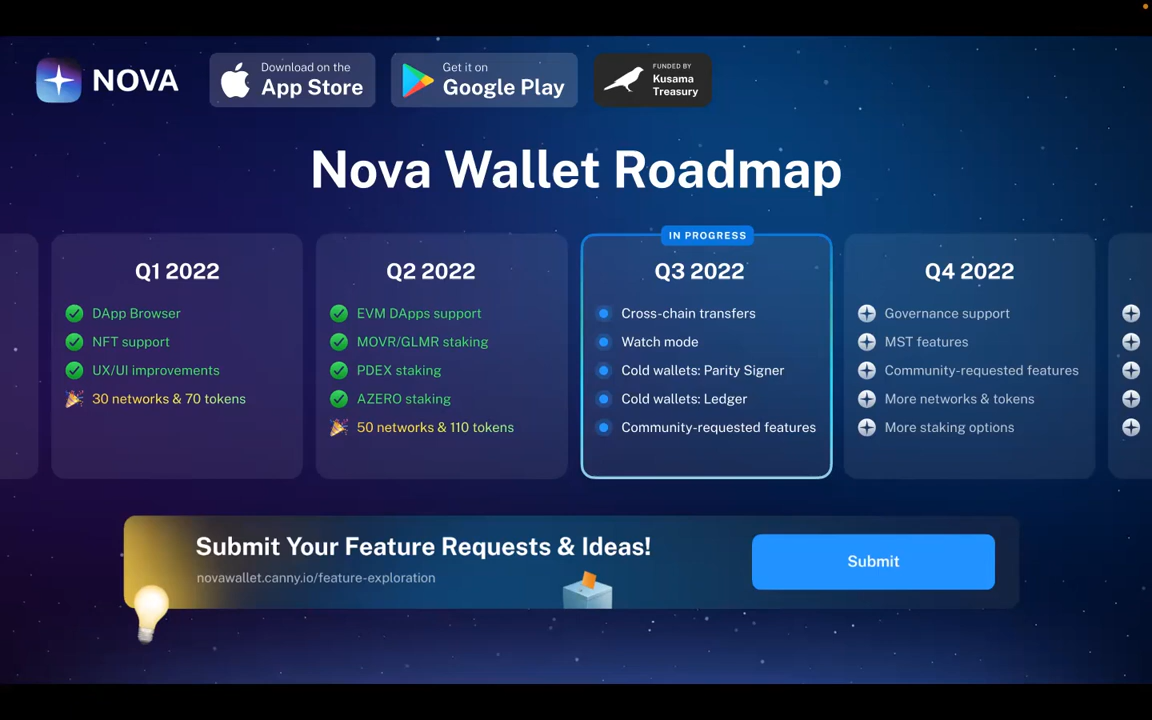 NOVA
Download on the
App Store
Get it on
Google Play
FUNDED BY
Kusama
Treasury
Nova Wallet Roadmap
Q1 2022
DApp Browser
NFT support
UX/UI improvements
30 networks & 70 tokens
Q2 2022
EVM DApps support
MOVR/GLMR staking
PDEX staking
AZERO staking
50 networks & 110 tokens
IN PROGRESS
Q3 2022
Cross-chain transfers
Watch mode
Cold wallets: Parity Signer
Cold wallets: Ledger
Community-requested features
Q4 2022
Governance support
MST features
Community-requested features
More networks & tokens
More staking options
Submit Your Feature Requests & Ideas!
novawallet.canny.io/feature-exploration
Submit